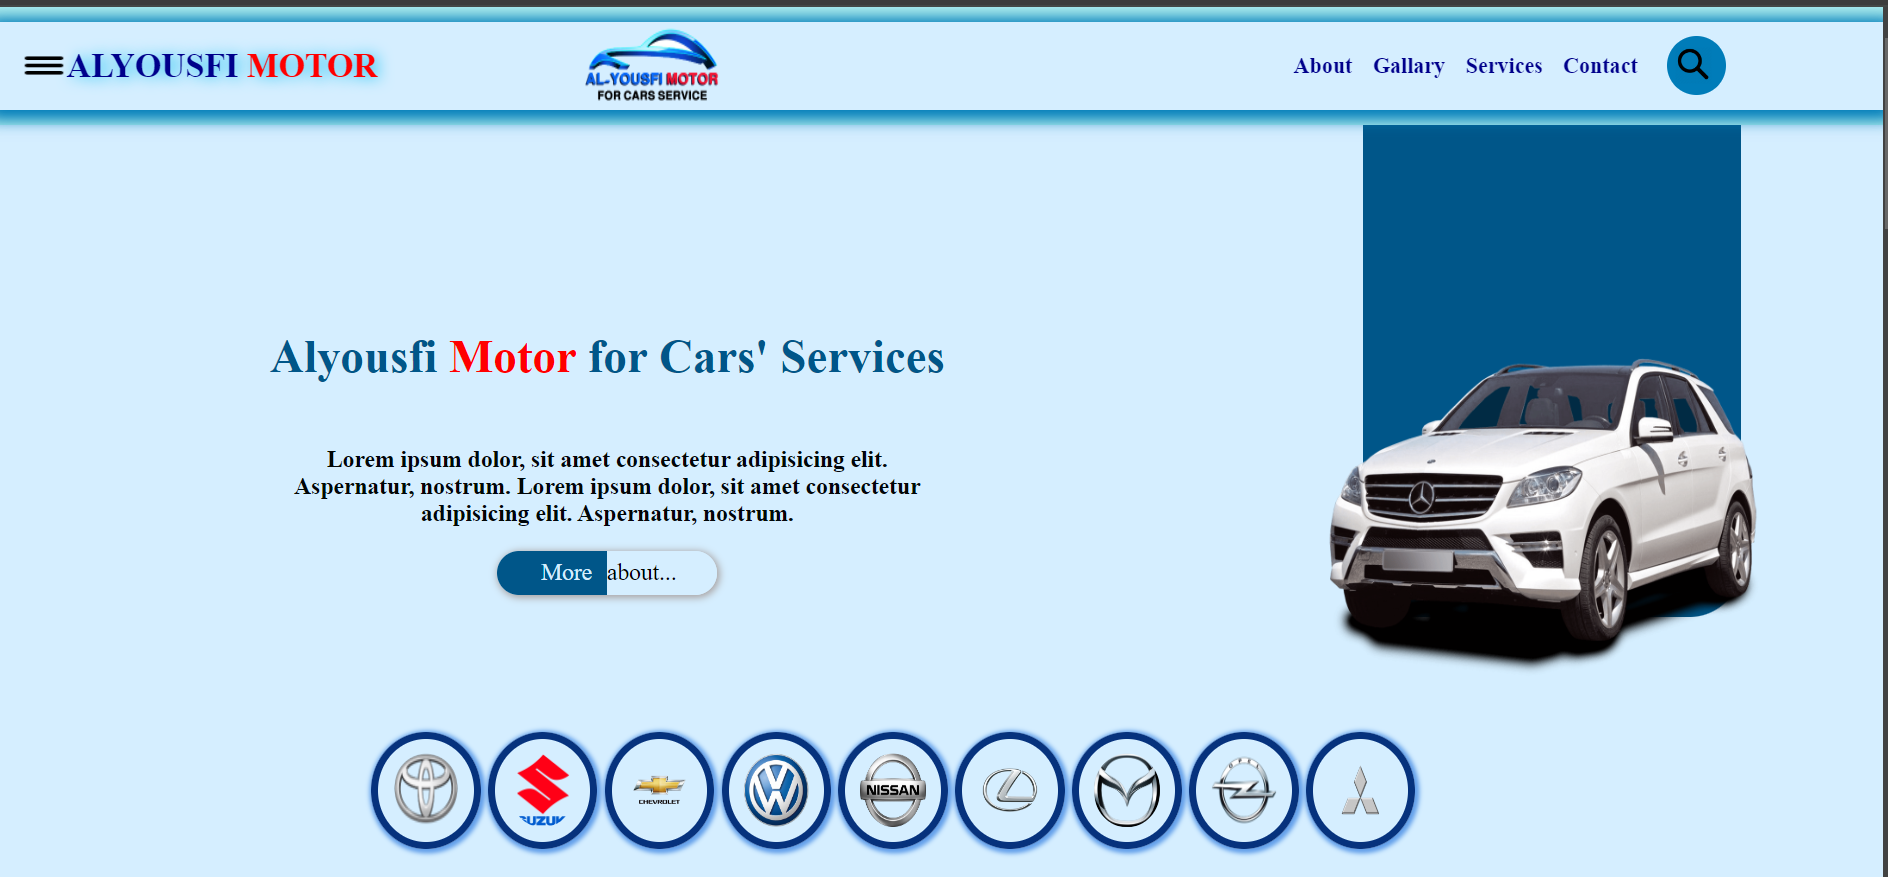 ALYOUSFI MOTOR
AL-YOUSFI MOTOR
FOR CARS SERVICE
About Gallary Services Contact
Alyousfi Motor for Cars' Services
Lorem ipsum dolor, sit amet consectetur adipisicing elit.
Aspernatur, nostrum. Lorem ipsum dolor, sit amet consectetur
adipisicing elit. Aspernatur, nostrum.
More about...
SUZUKI
CHEVROLET
NISSAN